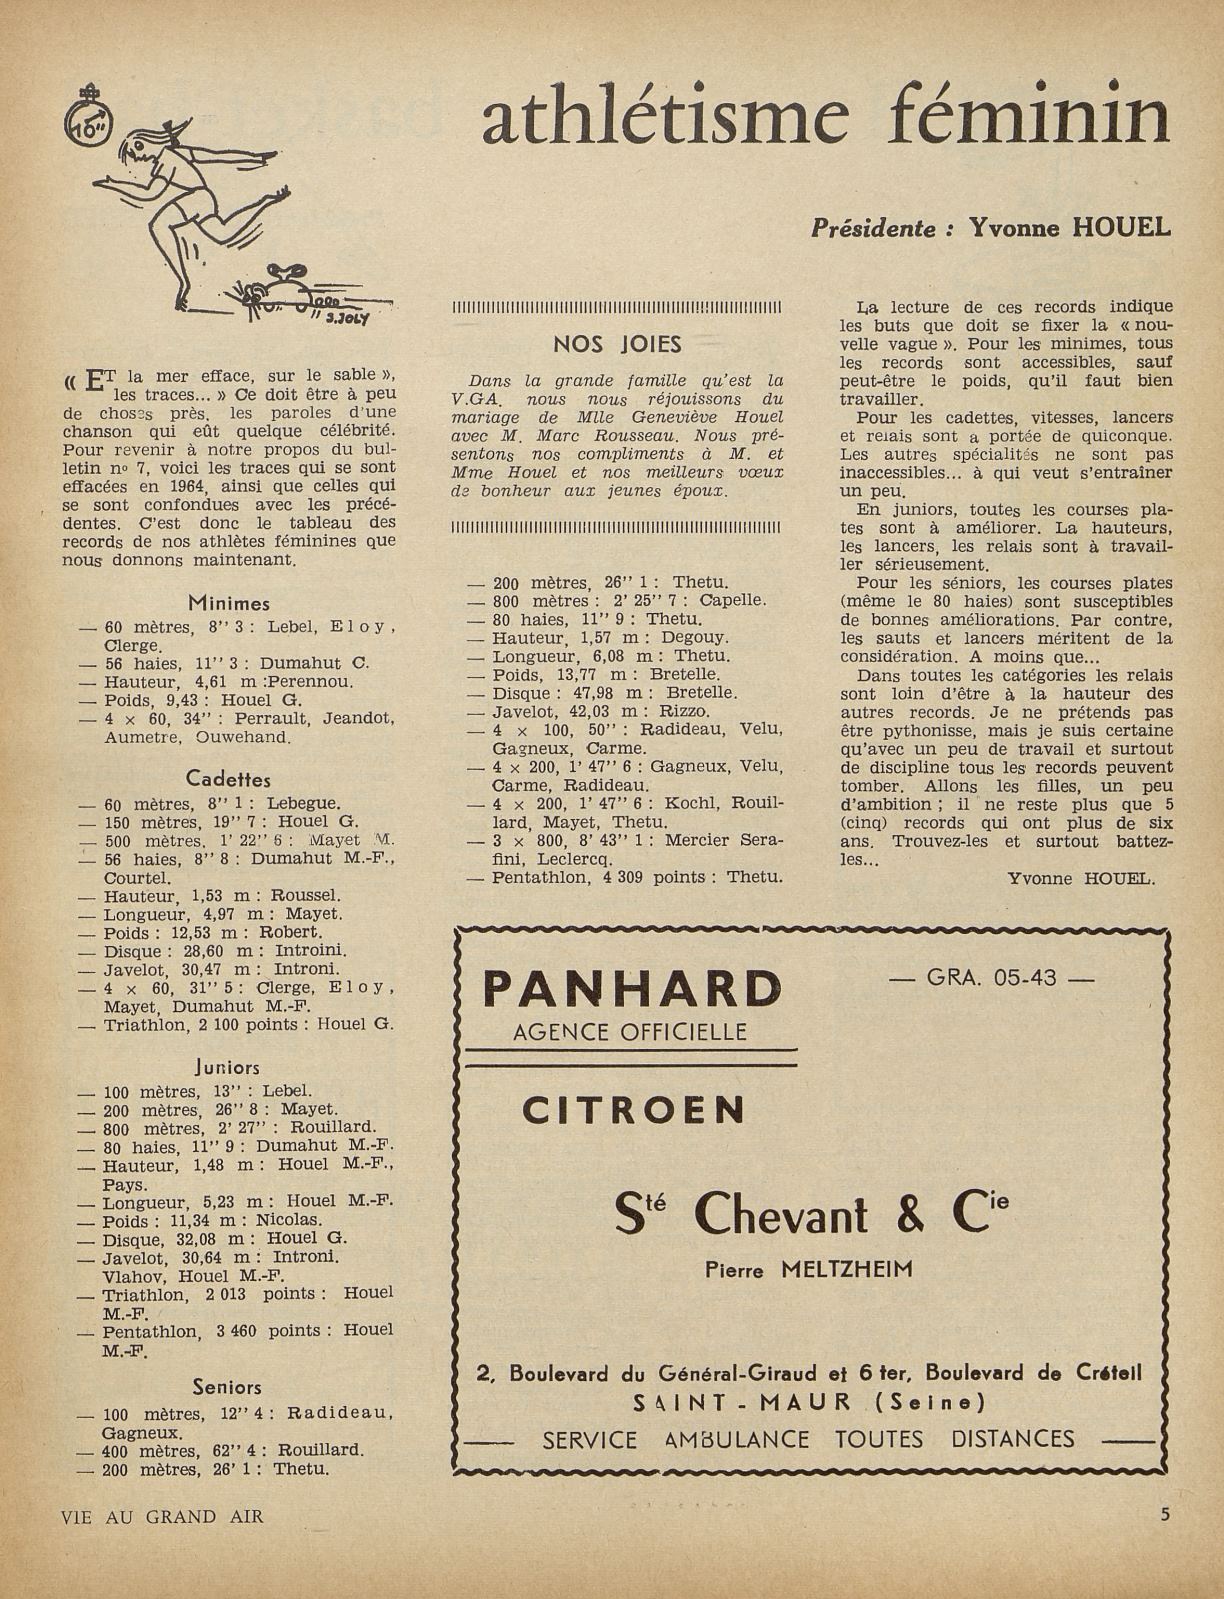 10"
athlétisme féminin
Présidente : Yvonne HOUEL
J.JOLY
« ET la mer efface, sur le sable »,
les traces... » Ce doit être à peu
de choses près, les paroles d'une
chanson qui eût quelque célébrité.
Pour revenir à notre propos du bul-
letin nº 7, voici les traces qui se sont
effacées en 1964, ainsi que celles qui
se sont confondues avec les précé-
dentes. C'est donc le tableau des
records de nos athlètes féminines que
nous donnons maintenant.
Minimes
— 60 mètres, 8'' 3 : Lebel, Eloy,
Clerge.
— 56 haies, 11'' 3 : Dumahut C.
— Hauteur, 4,61 m :Perennou.
— Poids, 9,43 : Houel G.
— 4 × 60, 34'' : Perrault, Jeandot,
Aumetre, Ouwehand.
Cadettes
— 60 mètres, 8'' 1 : Lebegue.
— 150 mètres, 19'' 7 : Houel G.
— 500 mètres, 1' 22'' 6 : Mayet M.
— 56 haies, 8'' 8 : Dumahut M.-F.,
Courtel.
— Hauteur, 1,53 m : Roussel.
— Longueur, 4,97 m : Mayet.
— Poids : 12,53 m : Robert.
— Disque : 28,60 m : Introini.
— Javelot, 30,47 m : Introni.
— 4 × 60, 31'' 5 : Clerge, Eloy,
Mayet, Dumahut M.-F.
— Triathlon, 2 100 points : Houel G.
Juniors
— 100 mètres, 13'' : Lebel.
— 200 mètres, 26'' 8 : Mayet.
— 800 mètres, 2' 27'' : Rouillard.
— 80 haies, 11'' 9 : Dumahut M.-F.
— Hauteur, 1,48 m : Houel M.-F.,
Pays.
— Longueur, 5,23 m : Houel M.-F.
— Poids : 11,34 m : Nicolas.
— Disque, 32,08 m : Houel G.
— Javelot, 30,64 m : Introni.
Vlahov, Houel M.-F.
— Triathlon, 2 013 points : Houel
M.-F.
— Pentathlon, 3 460 points : Houel
M.-F.
Seniors
— 100 mètres, 12'' 4 : Radideau,
Gagneux.
— 400 mètres, 62'' 4 : Rouillard.
— 200 mètres, 26' 1 : Thetu.
NOS JOIES
Dans la grande famille qu'est la
V.GA. nous nous réjouissons du
mariage de Mlle Geneviève Houel
avec M. Marc Rousseau. Nous pré-
sentons nos compliments à M. et
Mme Houel et nos meilleurs vœux
de bonheur aux jeunes époux.
— 200 mètres, 26'' 1 : Thetu.
— 800 mètres : 2' 25'' 7 : Capelle.
— 80 haies, 11'' 9 : Thetu.
— Hauteur, 1,57 m : Degouy.
— Longueur, 6,08 m : Thetu.
— Poids, 13,77 m : Bretelle.
— Disque : 47,98 m : Bretelle.
— Javelot, 42,03 m : Rizzo.
— 4 × 100, 50'' : Radideau, Velu,
Gagneux, Carme.
— 4 × 200, 1' 47'' 6 : Gagneux, Velu,
Carme, Radideau.
— 4 × 200, 1' 47'' 6 : Kochl, Rouil-
lard, Mayet, Thetu.
— 3 × 800, 8' 43'' 1 : Mercier Sera-
fini, Leclercq.
— Pentathlon, 4 309 points : Thetu.
La lecture de ces records indique
les buts que doit se fixer la « nou-
velle vague ». Pour les minimes, tous
les records sont accessibles, sauf
peut-être le poids, qu'il faut bien
travailler.
Pour les cadettes, vitesses, lancers
et relais sont a portée de quiconque.
Les autres spécialités ne sont pas
inaccessibles... à qui veut s'entraîner
un peu.
En juniors, toutes les courses pla-
tes sont à améliorer. La hauteurs,
les lancers, les relais sont à travail-
ler sérieusement.
Pour les séniors, les courses plates
(même le 80 haies) sont susceptibles
de bonnes améliorations. Par contre,
les sauts et lancers méritent de la
considération. A moins que...
Dans toutes les catégories les relais
sont loin d'être à la hauteur des
autres records. Je ne prétends pas
être pythonisse, mais je suis certaine
qu'avec un peu de travail et surtout
de discipline tous les records peuvent
tomber. Allons les filles, un peu
d'ambition ; il ne reste plus que 5
(cinq) records qui ont plus de six
ans. Trouvez-les et surtout battez-
les...
Yvonne HOUEL.
PANHARD
AGENCE OFFICIELLE
— GRA. 05-43 —
CITROEN
Sté Chevant & Cie
Pierre MELTZHEIM
2, Boulevard du Général-Giraud et 6 ter, Boulevard de Créteil
SAINT-MAUR (Seine)
— SERVICE AMBULANCE TOUTES DISTANCES —
VIE AU GRAND AIR
5